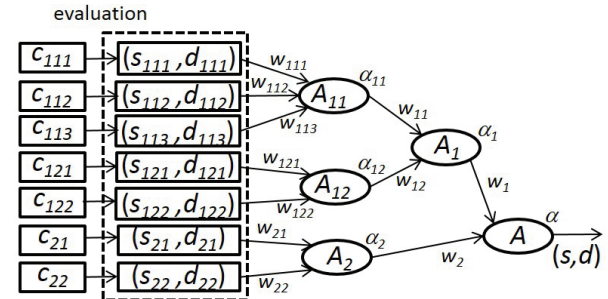 evaluation
c111 (s111,d111) w111
c112 (s112,d112) w112 A11 α11
c113 (s113,d113) w113 w11
A1 α1
c121 (s121,d121) w121
c122 (s122,d122) w122 A12 α12 w12
w1
c21 (s21,d21) w21
c22 (s22,d22) w22 A2 α2 w2
A α
(s,d)